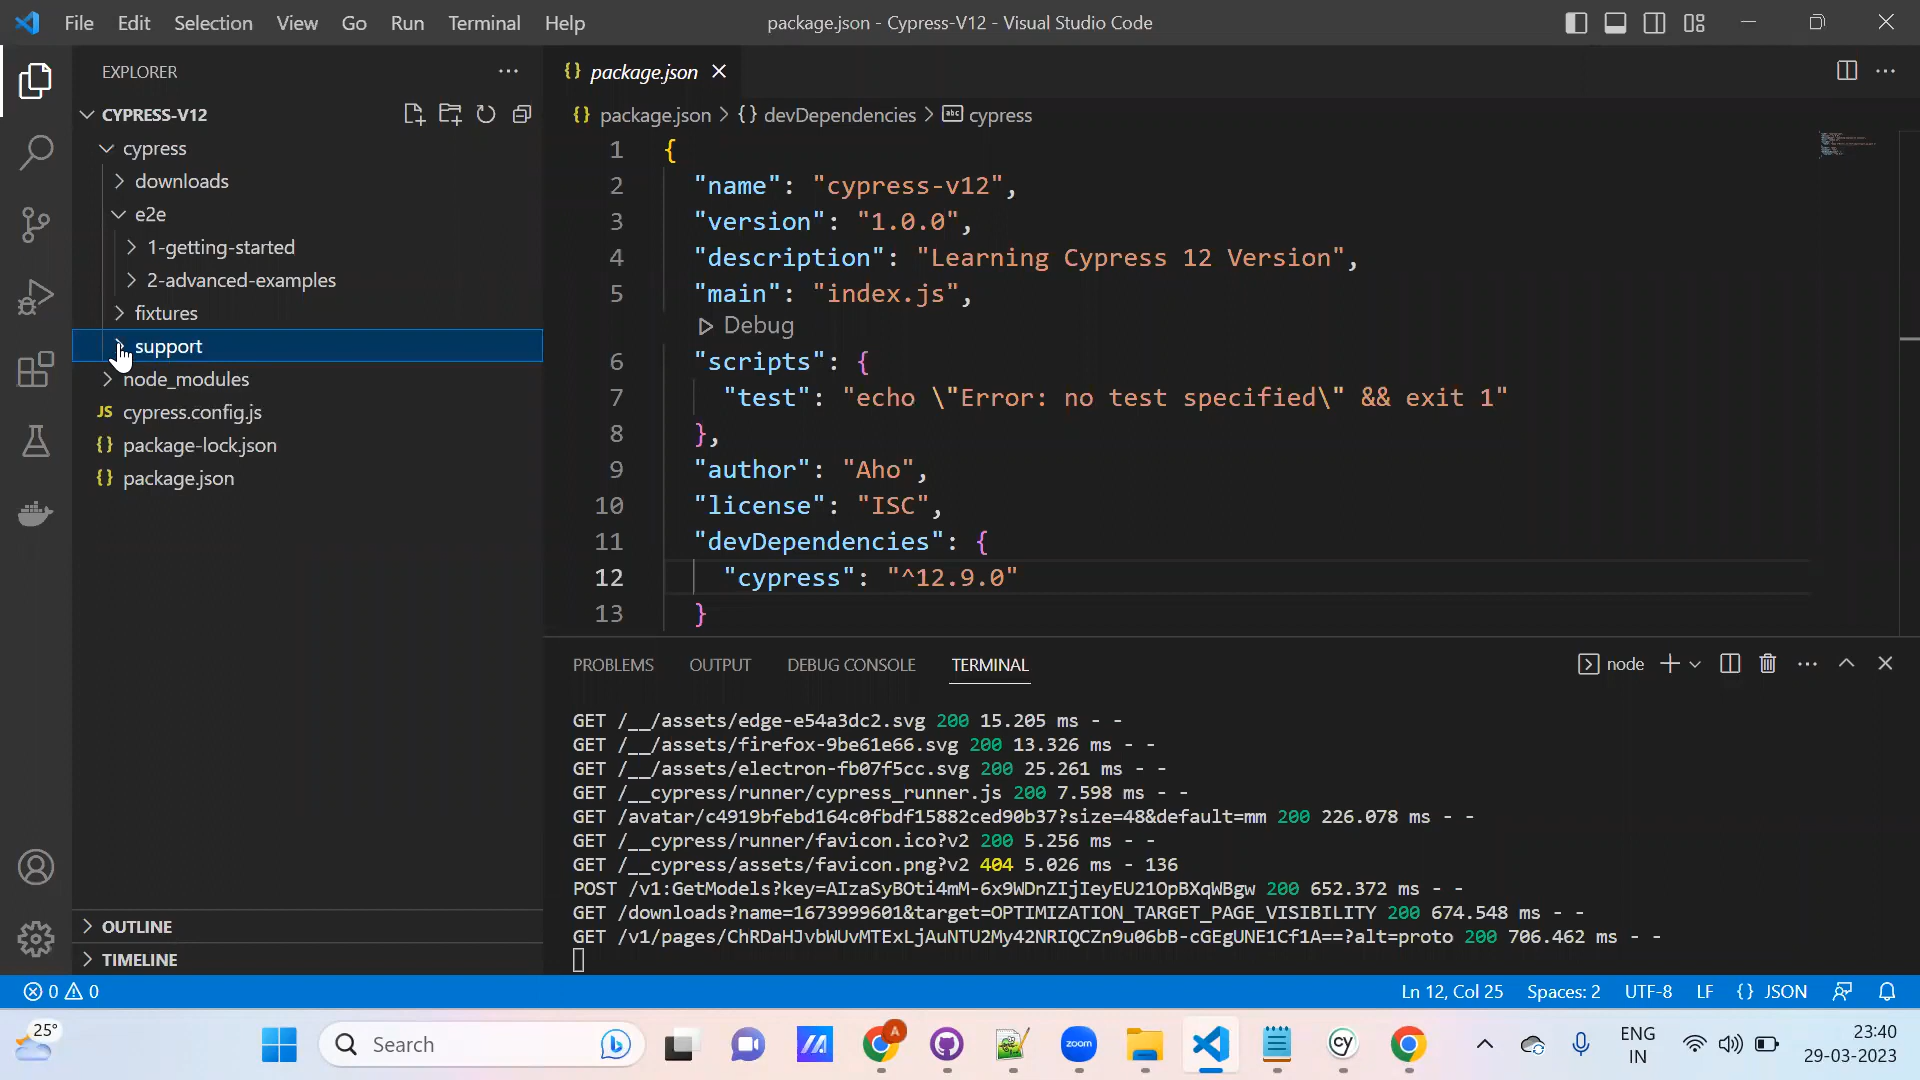 File Edit Selection View Go Run Terminal Help
package.json - Cypress-V12 - Visual Studio Code
EXPLORER
CYPRESS-V12
cypress
downloads
e2e
1-getting-started
2-advanced-examples
fixtures
support
node_modules
JS cypress.config.js
{} package-lock.json
{} package.json
OUTLINE
TIMELINE
{} package.json
{} package.json > {} devDependencies > abc cypress
1 {
2 "name": "cypress-v12",
3 "version": "1.0.0",
4 "description": "Learning Cypress 12 Version",
5 "main": "index.js",
Debug
6 "scripts": {
7 "test": "echo \"Error: no test specified\" && exit 1"
8 },
9 "author": "Aho",
10 "license": "ISC",
11 "devDependencies": {
12 "cypress": "^12.9.0"
13 }
PROBLEMS OUTPUT DEBUG CONSOLE TERMINAL
node
GET /__/assets/edge-e54a3dc2.svg 200 15.205 ms - -
GET /__/assets/firefox-9be61e66.svg 200 13.326 ms - -
GET /__/assets/electron-fb07f5cc.svg 200 25.261 ms - -
GET /__cypress/runner/cypress_runner.js 200 7.598 ms - -
GET /avatar/c4919bfebd164c0fbdf15882ced90b37?size=48&default=mm 200 226.078 ms - -
GET /__cypress/runner/favicon.ico?v2 200 5.256 ms - -
GET /__cypress/assets/favicon.png?v2 404 5.026 ms - 136
POST /v1:GetModels?key=AIzaSyBOti4mM-6x9WDnZIjIeyEU21OpBXqWBgw 200 652.372 ms - -
GET /downloads?name=1673999601&target=OPTIMIZATION_TARGET_PAGE_VISIBILITY 200 674.548 ms - -
GET /v1/pages/ChRDaHJvbWUvMTExLjAuNTU2My42NRIQCZn9u06bB-cGEgUNE1Cf1A==?alt=proto 200 706.462 ms - -
0 0
Ln 12, Col 25 Spaces: 2 UTF-8 LF {} JSON
25°
Search
A
zoom
cy
ENG
IN
23:40
29-03-2023